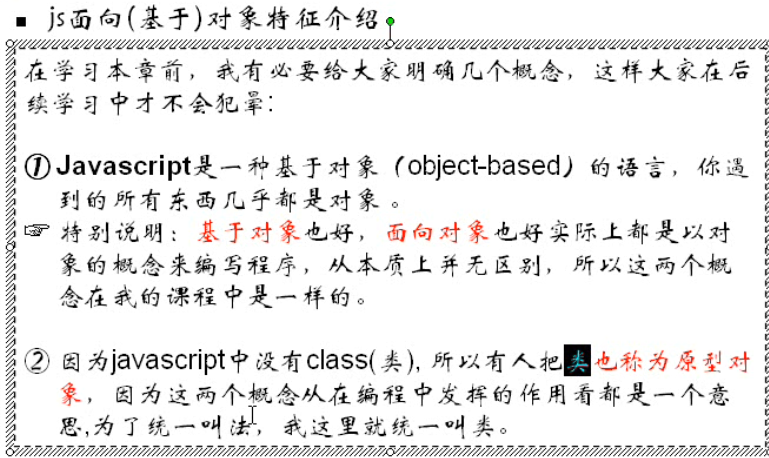 ■ js面向(基于)对象特征介绍
在学习本章前，我有必要给大家明确几个概念，这样大家在后
续学习中才不会犯晕:
①Javascript是一种基于对象（object-based）的语言，你遇
到的所有东西几乎都是对象。
☞ 特别说明：基于对象也好，面向对象也好实际上都是以对
象的概念来编写程序，从本质上并无区别，所以这两个概
念在我的课程中是一样的。
② 因为javascript中没有class(类),所以有人把类也称为原型对
象，因为这两个概念从在编程中发挥的作用看都是一个意
思,为了统一叫法，我这里就统一叫类。